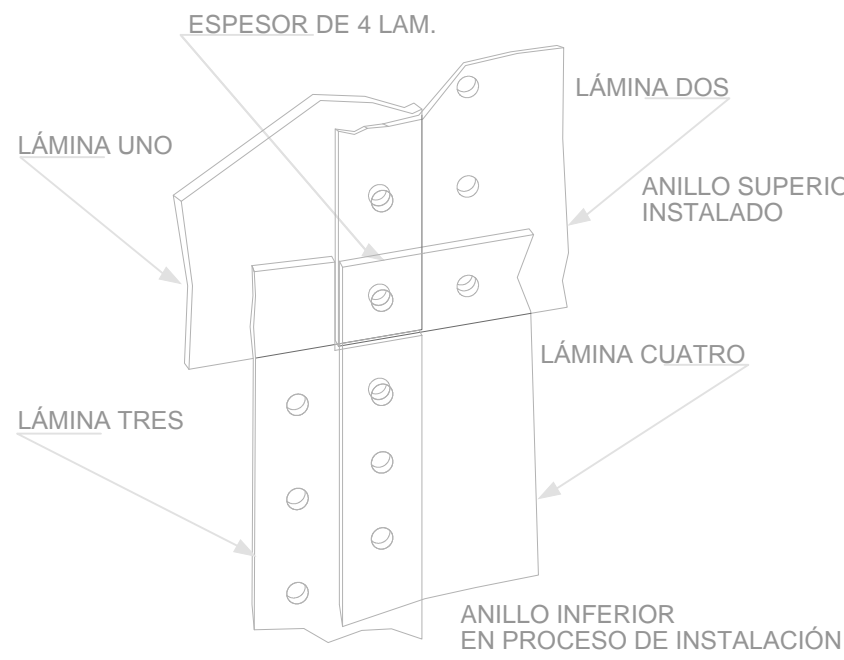 ESPESOR DE 4 LAM.
LÁMINA DOS
LÁMINA UNO
ANILLO SUPERIO
INSTALADO
LÁMINA CUATRO
LÁMINA TRES
ANILLO INFERIOR
EN PROCESO DE INSTALACIÓN